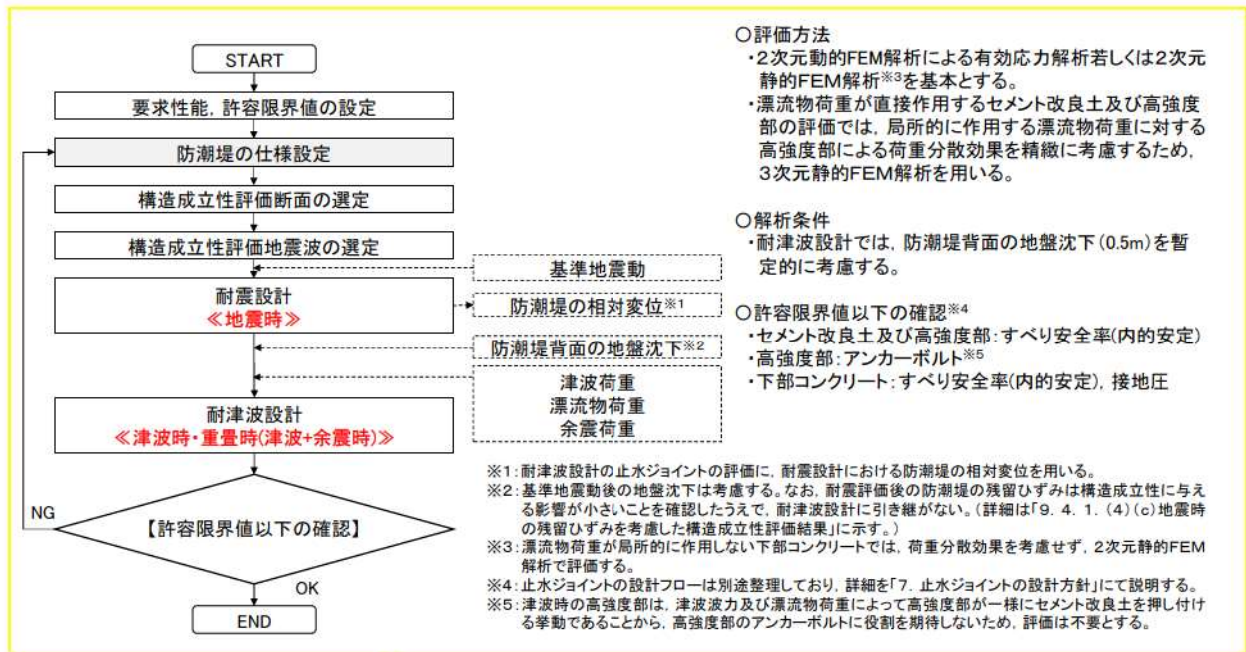 START
要求性能，許容限界値の設定
防潮堤の仕様設定
構造成立性評価断面の選定
構造成立性評価地震波の選定
基準地震動
耐震設計
≪地震時≫
防潮堤の相対変位※1
防潮堤背面の地盤沈下※2
津波荷重
漂流物荷重
余震荷重
耐津波設計
≪津波時・重畳時(津波+余震時)≫
NG
【許容限界値以下の確認】
OK
END
○評価方法
・２次元動的FEM解析による有効応力解析若しくは２次元
静的FEM解析※3を基本とする。
・漂流物荷重が直接作用するセメント改良土及び高強度
部の評価では，局所的に作用する漂流物荷重に対する
高強度部による荷重分散効果を精緻に考慮するため，
３次元静的FEM解析を用いる。
○解析条件
・耐津波設計では，防潮堤背面の地盤沈下(0.5m)を暫
定的に考慮する。
○許容限界値以下の確認※4
・セメント改良土及び高強度部：すべり安全率(内的安定)
・高強度部：アンカーボルト※5
・下部コンクリート：すべり安全率(内的安定)，接地圧
※1：耐津波設計の止水ジョイントの評価に，耐震設計における防潮堤の相対変位を用いる。
※2：基準地震動後の地盤沈下は考慮する。なお，耐震評価後の防潮堤の残留ひずみは構造成立性に与え
る影響が小さいことを確認したうえで，耐津波設計に引き継がない。（詳細は「９．４．１．（４）（ｃ）地震時
の残留ひずみを考慮した構造成立性評価結果」に示す。）
※3：漂流物荷重が局所的に作用しない下部コンクリートでは，荷重分散効果を考慮せず，２次元静的FEM
解析で評価する。
※4：止水ジョイントの設計フローは別途整理しており，詳細を「７．止水ジョイントの設計方針」にて説明する。
※5：津波時の高強度部は，津波波力及び漂流物荷重によって高強度部が一様にセメント改良土を押し付け
る挙動であることから，高強度部のアンカーボルトに役割を期待しないため，評価は不要とする。